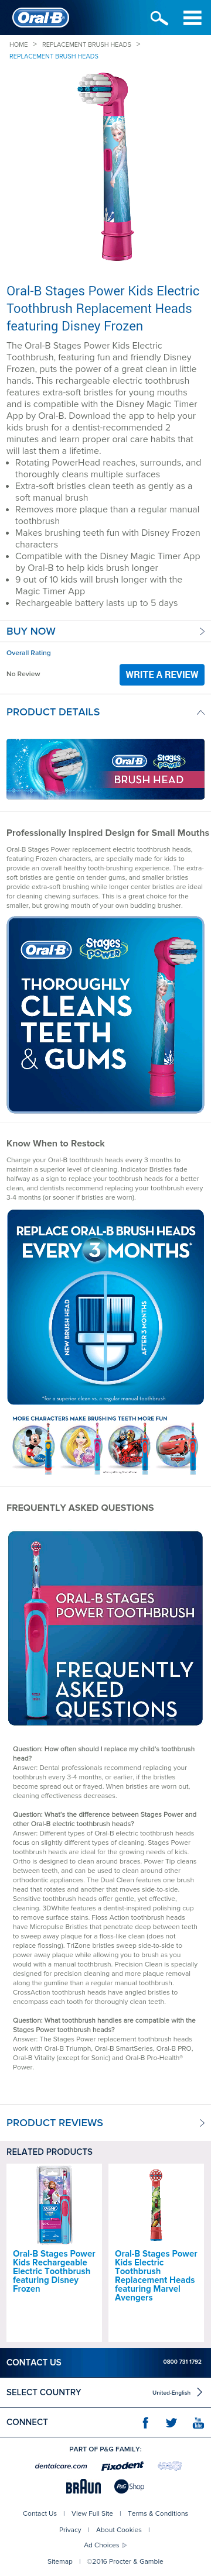 Oral-B
HOME > REPLACEMENT BRUSH HEADS >
REPLACEMENT BRUSH HEADS
Oral-B Stages Power Kids Electric
Toothbrush Replacement Heads
featuring Disney Frozen
The Oral-B Stages Power Kids Electric
Toothbrush, featuring fun and friendly Disney
Frozen, puts the power of a great clean in little
hands. This rechargeable electric toothbrush
features extra-soft bristles for young mouths
and is compatible with the Disney Magic Timer
App by Oral-B. Download the app to help your
kids brush for a dentist-recommended 2
minutes and learn proper oral care habits that
will last them a lifetime.
• Rotating PowerHead reaches, surrounds, and
thoroughly cleans multiple surfaces
• Extra-soft bristles clean teeth as gently as a
soft manual brush
• Removes more plaque than a regular manual
toothbrush
• Makes brushing teeth fun with Disney Frozen
characters
• Compatible with the Disney Magic Timer App
by Oral-B to help kids brush longer
• 9 out of 10 kids will brush longer with the
Magic Timer App
• Rechargeable battery lasts up to 5 days
BUY NOW
Overall Rating
No Review
WRITE A REVIEW
PRODUCT DETAILS
Oral-B Stages POWER
BRUSH HEAD
Professionally Inspired Design for Small Mouths
Oral-B Stages Power replacement electric toothbrush heads,
featuring Frozen characters, are specially made for kids to
provide an overall healthy tooth-brushing experience. The extra-
soft bristles are gentle on tender gums, and smaller bristles
provide extra-soft brushing while longer center bristles are ideal
for cleaning chewing surfaces. This is a great choice for the
smaller, but growing mouth of your own budding brusher.
Oral-B Stages POWER
THOROUGHLY
CLEANS
TEETH
& GUMS
Know When to Restock
Change your Oral-B toothbrush heads every 3 months to
maintain a superior level of cleaning. Indicator Bristles fade
halfway as a sign to replace your toothbrush heads for a better
clean, and dentists recommend replacing your toothbrush every
3-4 months (or sooner if bristles are worn).
REPLACE ORAL-B BRUSH HEADS
EVERY 3 MONTHS*
NEW BRUSH HEAD
AFTER 3 MONTHS
*for a superior clean vs. a regular manual toothbrush.
MORE CHARACTERS MAKE BRUSHING TEETH MORE FUN
FREQUENTLY ASKED QUESTIONS
ORAL-B STAGES
POWER TOOTHBRUSH
FREQUENTLY
ASKED
QUESTIONS
Question: How often should I replace my child's toothbrush
head?
Answer: Dental professionals recommend replacing your
toothbrush every 3-4 months, or earlier, if the bristles
become spread out or frayed. When bristles are worn out,
cleaning effectiveness decreases.
Question: What's the difference between Stages Power and
other Oral-B electric toothbrush heads?
Answer: Different types of Oral-B electric toothbrush heads
focus on slightly different types of cleaning. Stages Power
toothbrush heads are ideal for the growing needs of kids.
Ortho is designed to clean around braces. Power Tip cleans
between teeth, and can be used to clean around other
orthodontic appliances. The Dual Clean features one brush
head that rotates and another that moves side-to-side.
Sensitive toothbrush heads offer gentle, yet effective,
cleaning. 3DWhite features a dentist-inspired polishing cup
to remove surface stains. Floss Action toothbrush heads
have Micropulse Bristles that penetrate deep between teeth
to sweep away plaque for a floss-like clean (does not
replace flossing). TriZone bristles sweep side-to-side to
power away plaque while allowing you to brush as you
would with a manual toothbrush. Precision Clean is specially
designed for precision cleaning and more plaque removal
along the gumline than a regular manual toothbrush.
CrossAction toothbrush heads have angled bristles to
encompass each tooth for thoroughly clean teeth.
Question: What toothbrush handles are compatible with the
Stages Power toothbrush heads?
Answer: The Stages Power replacement toothbrush heads
work with Oral-B Triumph, Oral-B SmartSeries, Oral-B PRO,
Oral-B Vitality (except for Sonic) and Oral-B Pro-Health®
Power.
PRODUCT REVIEWS
RELATED PRODUCTS
Oral-B Stages Power
Kids Rechargeable
Electric Toothbrush
featuring Disney
Frozen
Oral-B Stages Power
Kids Electric
Toothbrush
Replacement Heads
featuring Marvel
Avengers
CONTACT US 0800 731 1792
SELECT COUNTRY United-English
CONNECT
PART OF P&G FAMILY:
dentalcare.com Fixodent
BRAUN P&G Shop
Contact Us | View Full Site | Terms & Conditions
Privacy | About Cookies |
Ad Choices
Sitemap | ©2016 Procter & Gamble